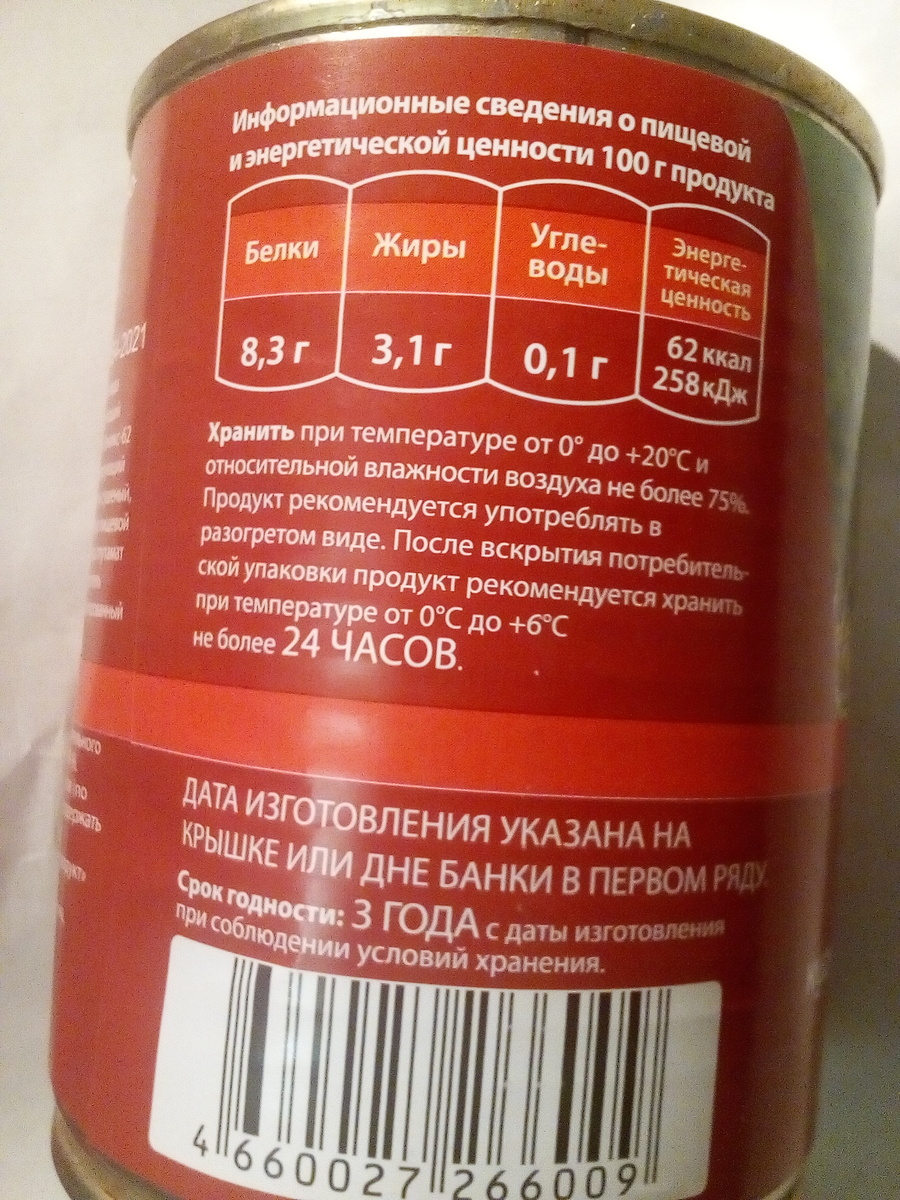 Информационные сведения о пищевой
и энергетической ценности 100 г продукта
Белки
Жиры
Угле-
воды
Энерге-
тическая
ценность
8,3 г
3,1 г
0,1 г
62 ккал
258 кДж
Хранить при температуре от 0° до +20°С и
относительной влажности воздуха не более 75%.
Продукт рекомендуется употреблять в
разогретом виде. После вскрытия потребитель-
ской упаковки продукт рекомендуется хранить
при температуре от 0°С до +6°С
не более 24 ЧАСОВ.
ДАТА ИЗГОТОВЛЕНИЯ УКАЗАНА НА
КРЫШКЕ ИЛИ ДНЕ БАНКИ В ПЕРВОМ РЯДУ.
Срок годности: 3 ГОДА с даты изготовления
при соблюдении условий хранения.
4 660027 266009
-2021